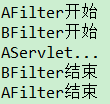 AFilter开始
BFilter开始
AServlet...
BFilter结束
AFilter结束